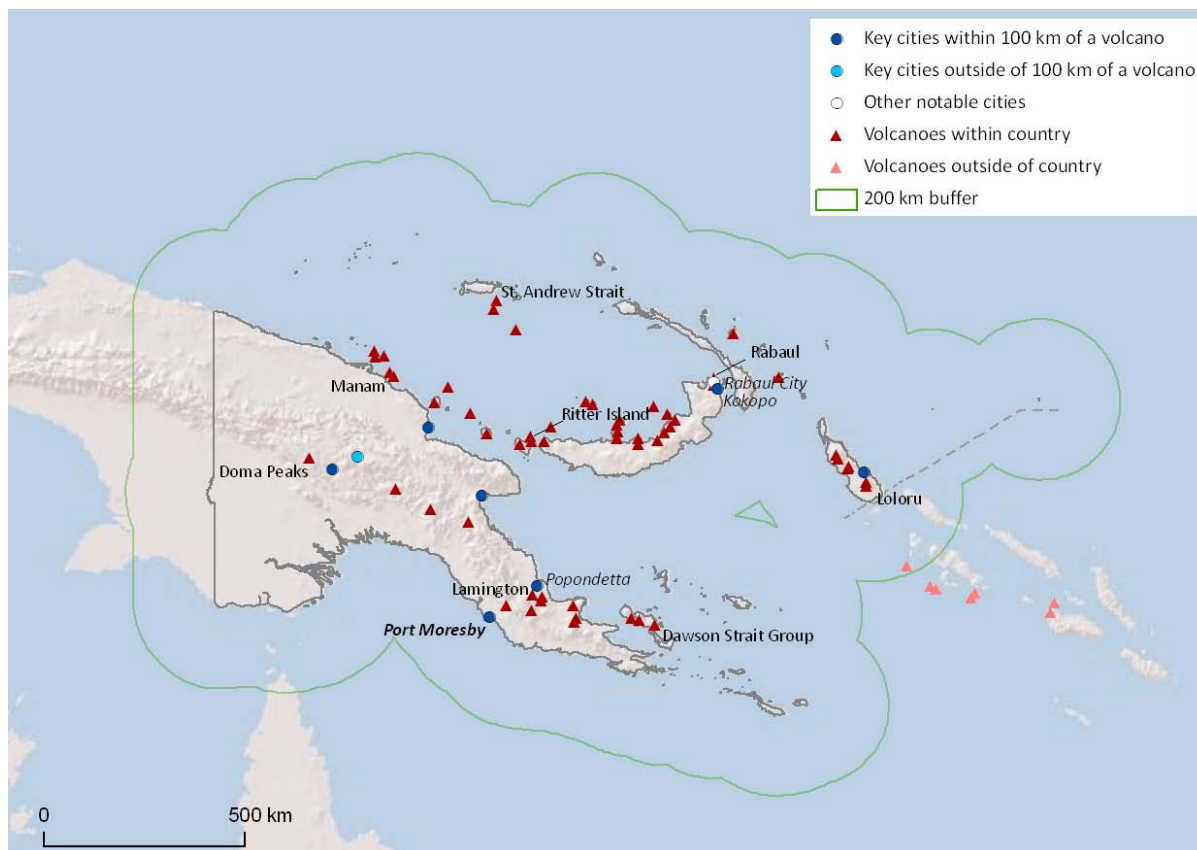 Key cities within 100 km of a volcano
Key cities outside of 100 km of a volcano
Other notable cities
Volcanoes within country
Volcanoes outside of country
200 km buffer
St. Andrew Strait
Rabaul
Manam
Rabaul City
Kokopo
Ritter Island
Doma Peaks
Loloru
Popondetta
Lamington
Port Moresby
Dawson Strait Group
0
500 km